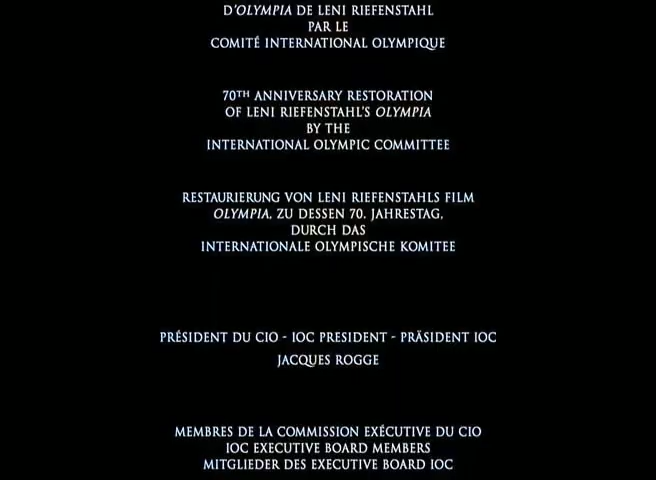 D'OLYMPIA DE LENI RIEFENSTAHL
PAR LE
COMITÉ INTERNATIONAL OLYMPIQUE
70TH ANNIVERSARY RESTORATION
OF LENI RIEFENSTAHL'S OLYMPIA
BY THE
INTERNATIONAL OLYMPIC COMMITTEE
RESTAURIERUNG VON LENI RIEFENSTAHLS FILM
OLYMPIA, ZU DESSEN 70. JAHRESTAG,
DURCH DAS
INTERNATIONALE OLYMPISCHE KOMITEE
PRÉSIDENT DU CIO - IOC PRESIDENT - PRÄSIDENT IOC
JACQUES ROGGE
MEMBRES DE LA COMMISSION EXÉCUTIVE DU CIO
IOC EXECUTIVE BOARD MEMBERS
MITGLIEDER DES EXECUTIVE BOARD IOC